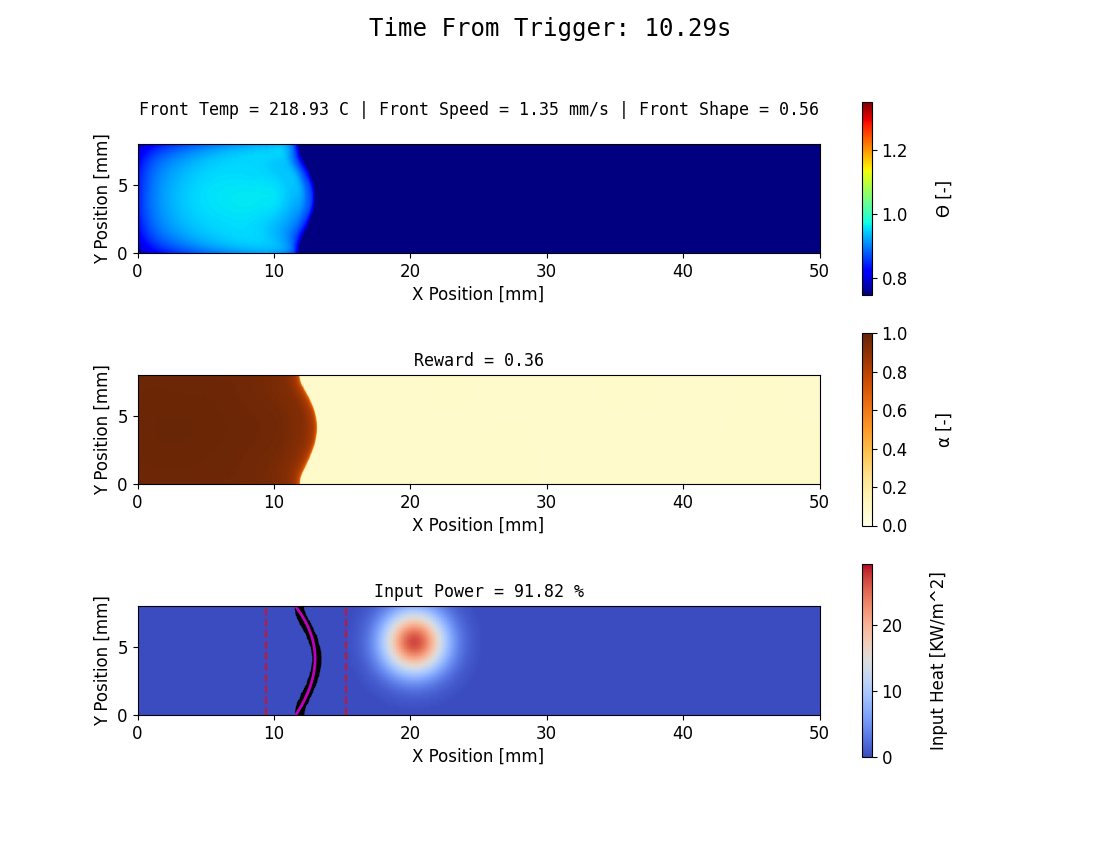 Time From Trigger: 10.29s
Front Temp = 218.93 C | Front Speed = 1.35 mm/s | Front Shape = 0.56
Y Position [mm]
5
0
0 10 20 30 40 50
X Position [mm]
1.2
1.0
0.8
Θ [-]
Reward = 0.36
Y Position [mm]
5
0
0 10 20 30 40 50
X Position [mm]
1.0
0.8
0.6
0.4
0.2
0.0
α [-]
Input Power = 91.82 %
Y Position [mm]
5
0
0 10 20 30 40 50
X Position [mm]
20
10
0
Input Heat [KW/m^2]